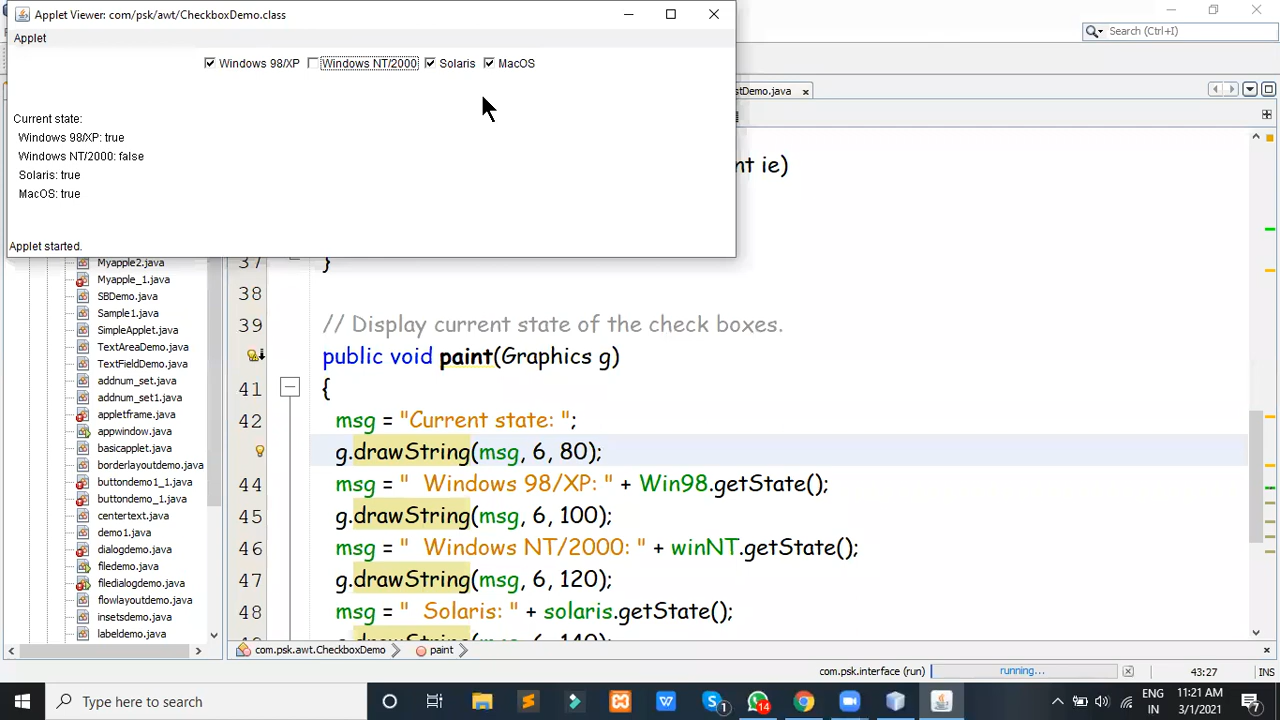 Applet Viewer: com/psk/awt/CheckboxDemo.class
Applet
Windows 98/XP Windows NT/2000 Solaris MacOS
Current state:
Windows 98/XP: true
Windows NT/2000: false
Solaris: true
MacOS: true
Applet started.
Search (Ctrl+I)
stDemo.java
nt ie)
Myapple2.java
Myapple_1.java
SBDemo.java
Sample1.java
SimpleApplet.java
TextAreaDemo.java
TextFieldDemo.java
addnum_set.java
addnum_set1.java
appletframe.java
appwindow.java
basicapplet.java
borderlayoutdemo.java
buttondemo1_1.java
buttondemo_1.java
centertext.java
demo1.java
dialogdemo.java
filedemo.java
filedialogdemo.java
flowlayoutdemo.java
insetsdemo.java
labeldemo.java
37 }
38
39 // Display current state of the check boxes.
public void paint(Graphics g)
41 {
42 msg = "Current state: ";
g.drawString(msg, 6, 80);
44 msg = "  Windows 98/XP: " + Win98.getState();
45 g.drawString(msg, 6, 100);
46 msg = "  Windows NT/2000: " + winNT.getState();
47 g.drawString(msg, 6, 120);
48 msg = "  Solaris: " + solaris.getState();
g.drawString(msg, 6, 140);
com.psk.awt.CheckboxDemo paint
com.psk.interface (run) running... 43:27 INS
Type here to search
1
14
ENG
IN
11:21 AM
3/1/2021
7